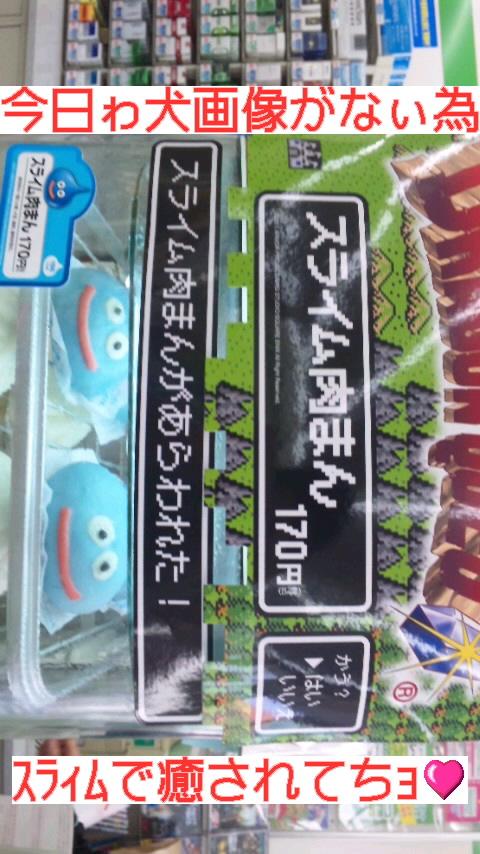 今日ゎ犬画像がなぃ為
スライム肉まん 170円
スライム肉まんがあらわれた！
スライム肉まん
170円
かう？
▶はい
いいえ
®
ｽﾗｨﾑで癒されてちｮ💗